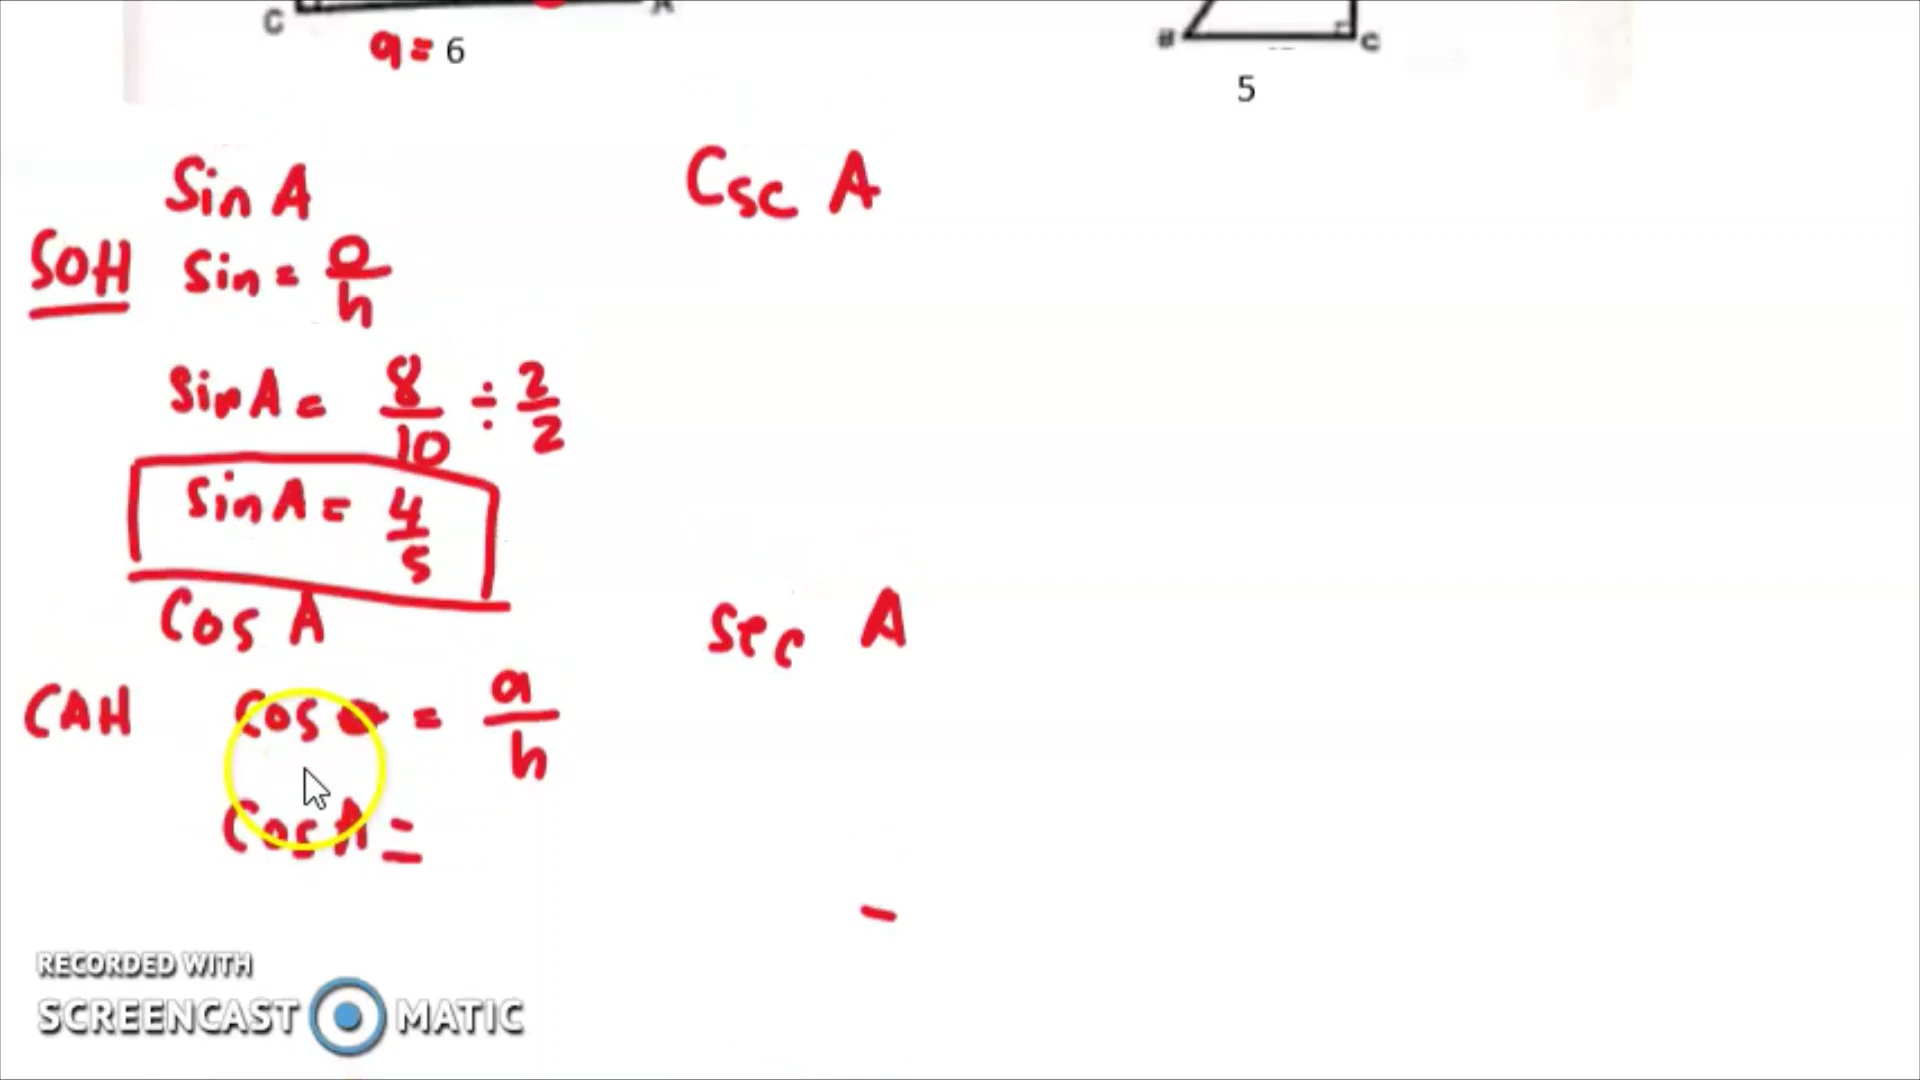 C A
a = 6
B C
5
Sin A
Csc A
SOH sin = o/h
sin A = 8/10 ÷ 2/2
sin A = 4/5
Cos A
sec A
CAH cos θ = a/h
cos A =
RECORDED WITH
SCREENCAST MATIC